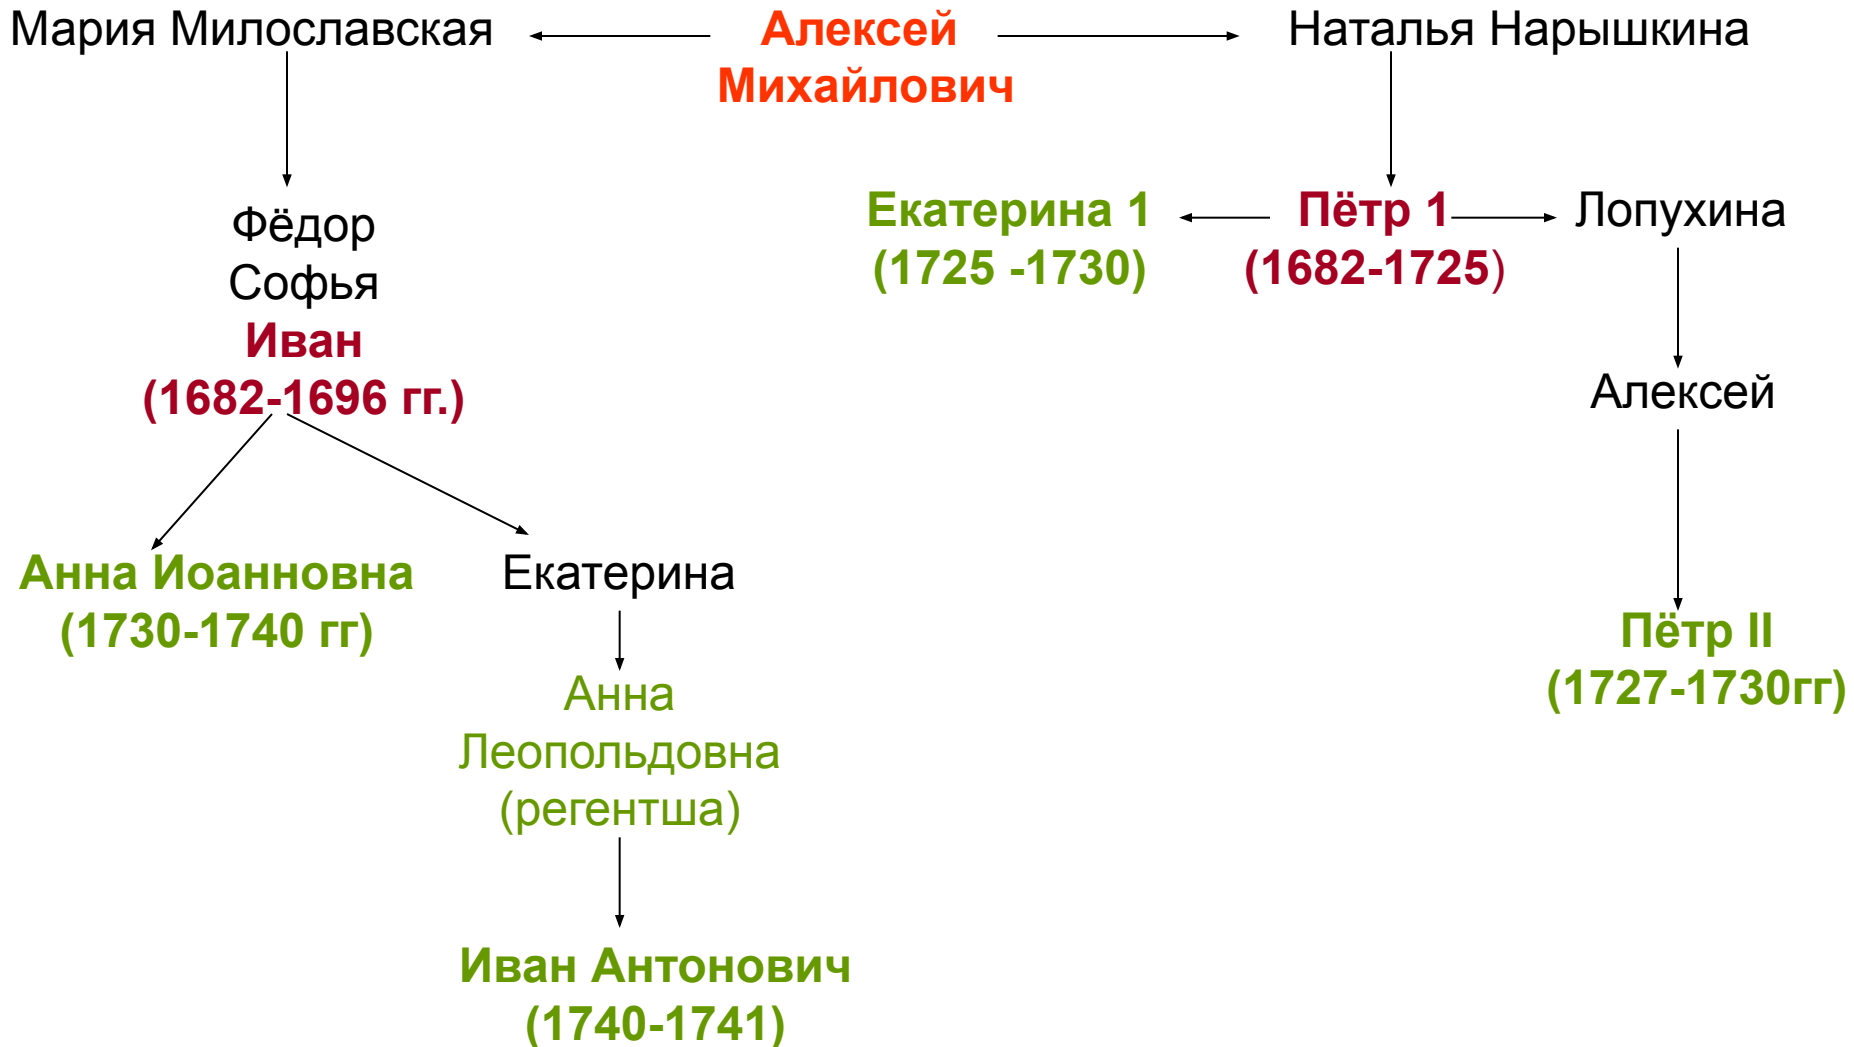 Мария Милославская
Алексей
Михайлович
Наталья Нарышкина
Фёдор
Софья
Иван
(1682-1696 гг.)
Екатерина 1
(1725 -1730)
Пётр 1
(1682-1725)
Лопухина
Алексей
Анна Иоанновна
(1730-1740 гг)
Екатерина
Пётр II
(1727-1730гг)
Анна
Леопольдовна
(регентша)
Иван Антонович
(1740-1741)